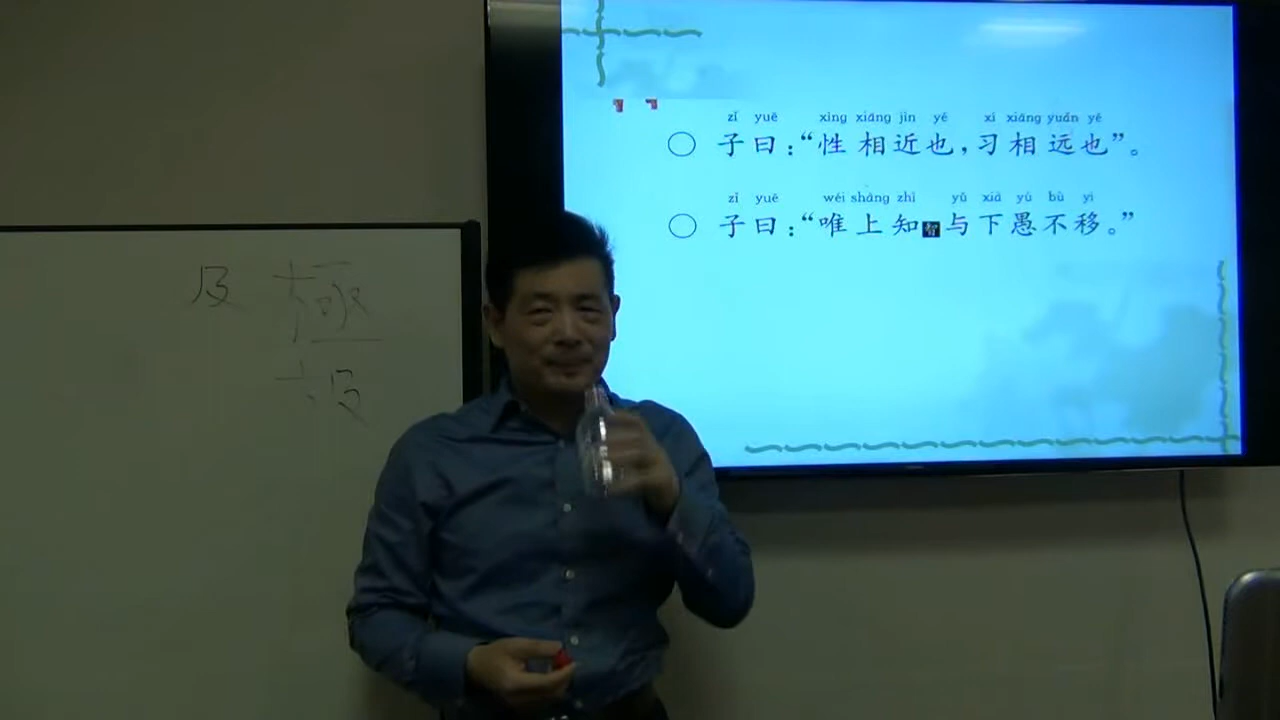 zǐ yuē xìng xiāng jìn yě xí xiāng yuǎn yě
○ 子曰：“性相近也，习相远也”。
zǐ yuē wéi shàng zhī yǔ xià yú bù yí
○ 子曰：“唯上知智与下愚不移。”
及 極
极